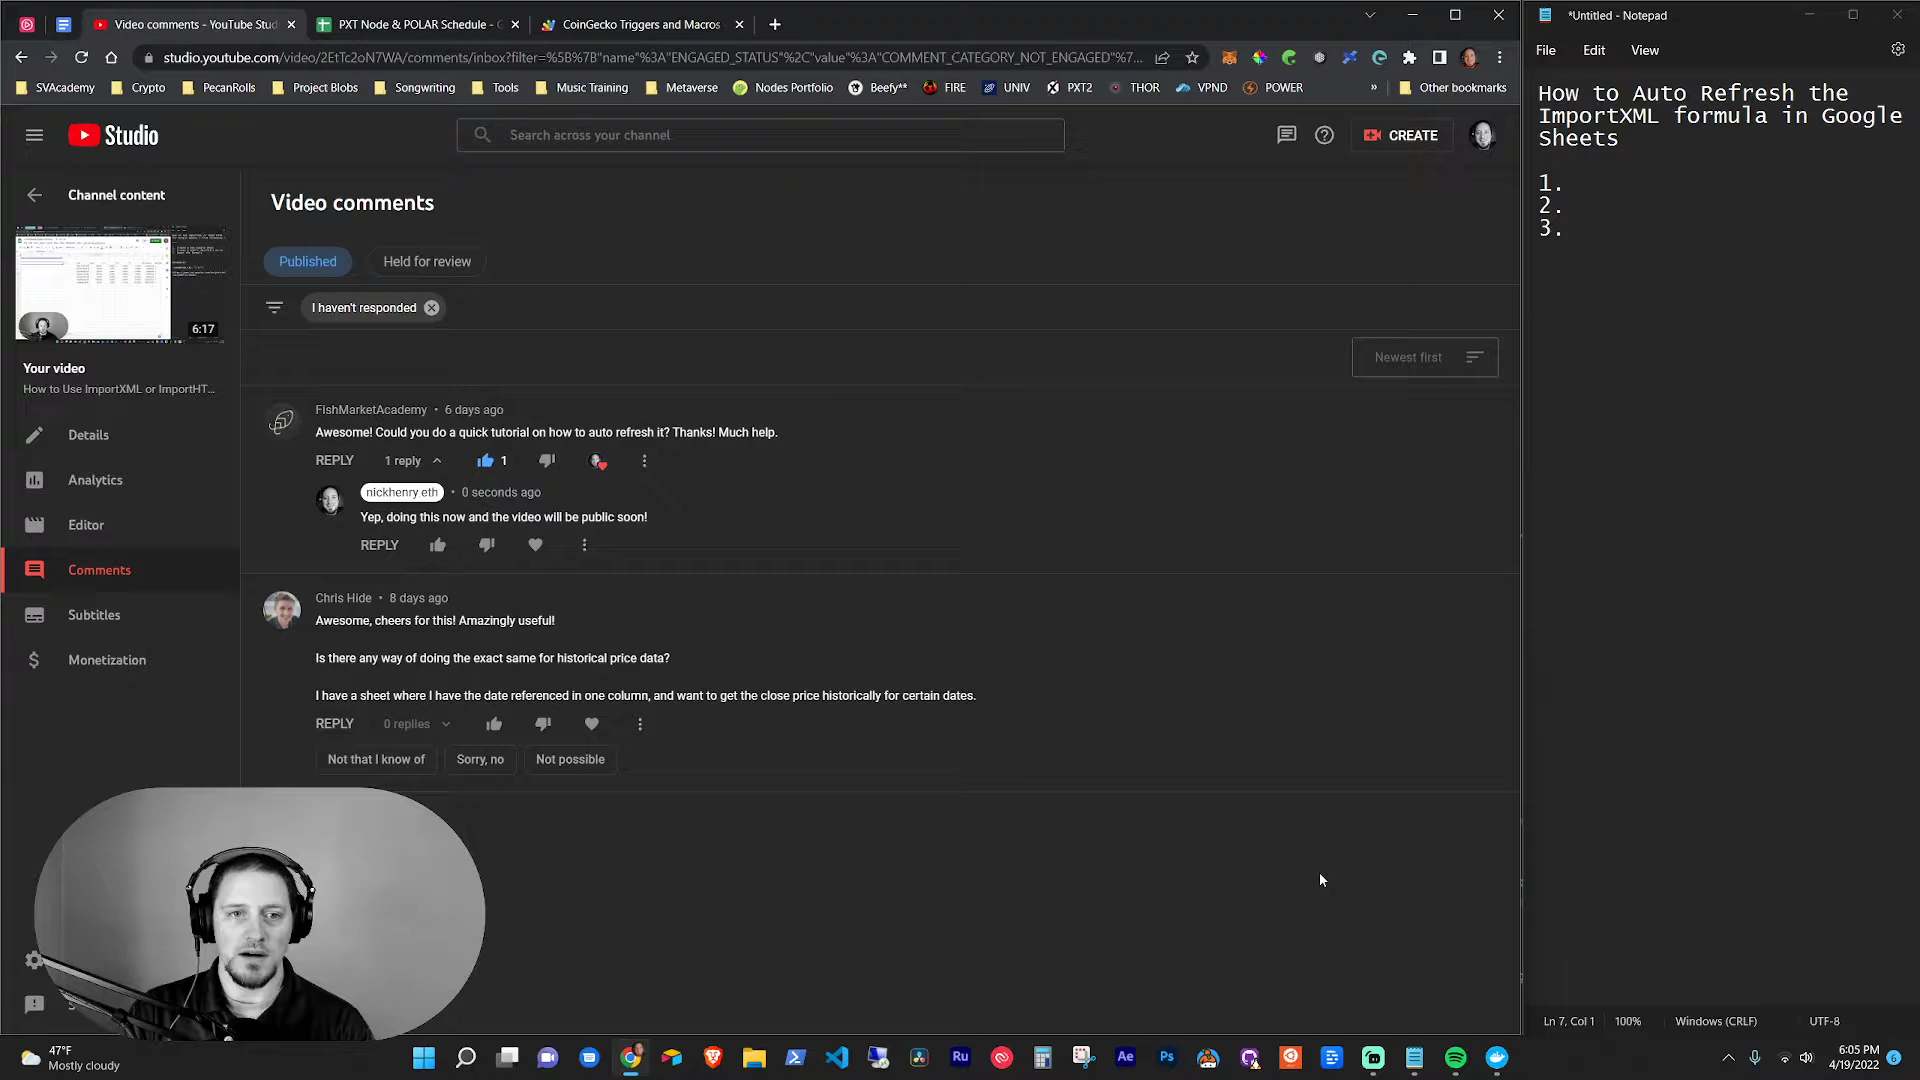 Video comments - YouTube Stud
PXT Node & POLAR Schedule - G
CoinGecko Triggers and Macros
studio.youtube.com/video/2EtTc2oN7WA/comments/inbox?filter=%5B%7B"name"%3A"ENGAGED_STATUS"%2C"value"%3A"COMMENT_CATEGORY_NOT_ENGAGED"%7...
SVAcademy
Crypto
PecanRolls
Project Blobs
Songwriting
Tools
Music Training
Metaverse
Nodes Portfolio
Beefy**
FIRE
UNIV
PXT2
THOR
VPND
POWER
»
Other bookmarks
Studio
Search across your channel
CREATE
Channel content
6:17
Your video
How to Use ImportXML or ImportHT...
Details
Analytics
Editor
Comments
Subtitles
Monetization
Video comments
Published
Held for review
I haven't responded
Newest first
FishMarketAcademy • 6 days ago
Awesome! Could you do a quick tutorial on how to auto refresh it? Thanks! Much help.
REPLY 1 reply 1
nickhenry eth • 0 seconds ago
Yep, doing this now and the video will be public soon!
REPLY
Chris Hide • 8 days ago
Awesome, cheers for this! Amazingly useful!
Is there any way of doing the exact same for historical price data?
I have a sheet where I have the date referenced in one column, and want to get the close price historically for certain dates.
REPLY 0 replies
Not that I know of
Sorry, no
Not possible
*Untitled - Notepad
File Edit View
How to Auto Refresh the
ImportXML formula in Google
Sheets
1.
2.
3.
Ln 7, Col 1
100%
Windows (CRLF)
UTF-8
47°F
Mostly cloudy
Ru
Ae
Ps
6:05 PM
4/19/2022
6